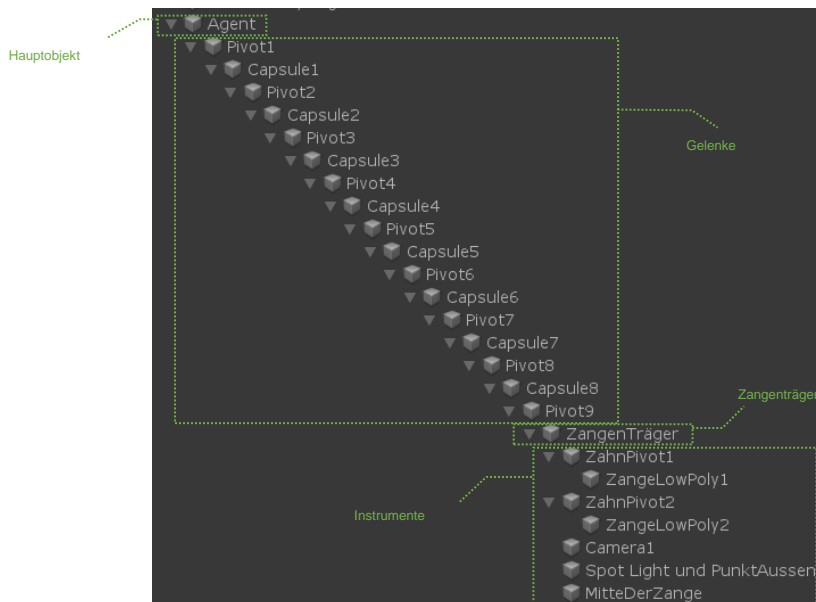 Agent
Hauptobjekt
Pivot1
Capsule1
Pivot2
Capsule2
Pivot3
Gelenke
Capsule3
Pivot4
Capsule4
Pivot5
Capsule5
Pivot6
Capsule6
Pivot7
Capsule7
Pivot8
Capsule8
Zangenträger
Pivot9
ZangenTräger
ZahnPivot1
ZangeLowPoly1
ZahnPivot2
Instrumente
ZangeLowPoly2
Camera1
Spot Light und PunktAussen
MitteDerZange